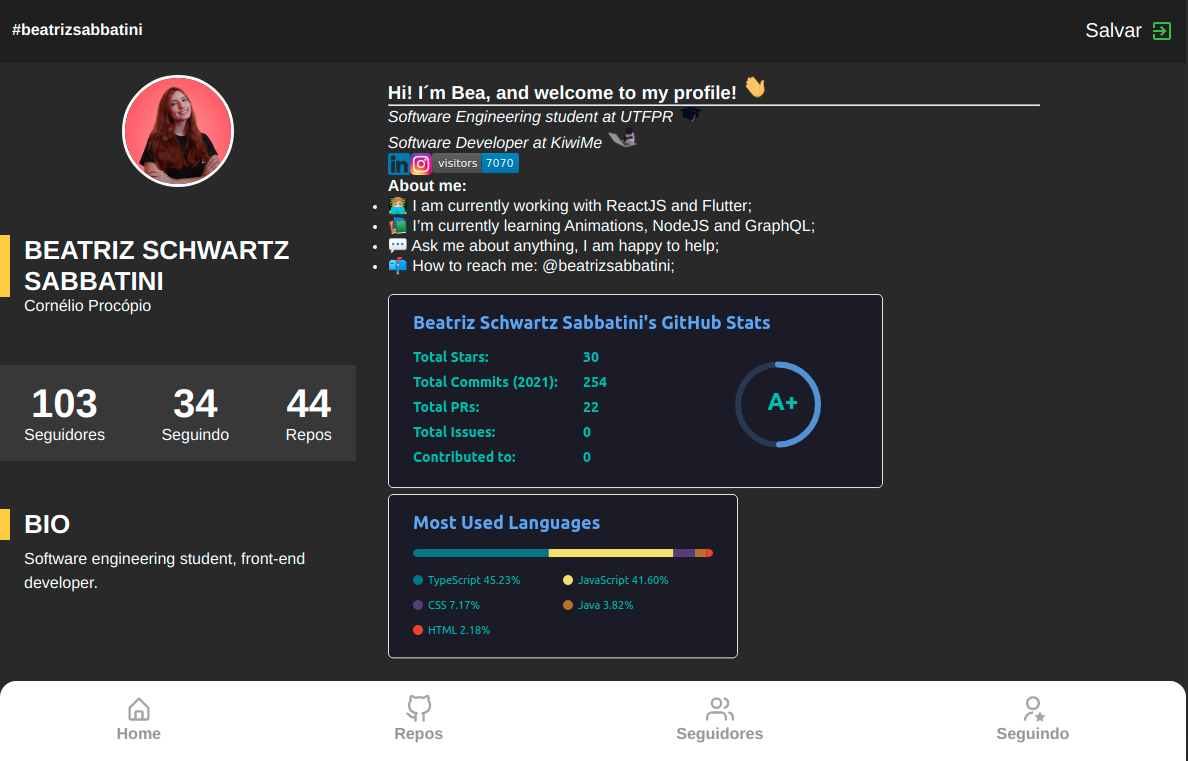 #beatrizsabbatini
Salvar
BEATRIZ SCHWARTZ
SABBATINI
Cornélio Procópio
103 34 44
Seguidores Seguindo Repos
BIO
Software engineering student, front-end
developer.
Hi! I´m Bea, and welcome to my profile! 👋
Software Engineering student at UTFPR
Software Developer at KiwiMe
in visitors 7070
About me:
• 👩🏼‍💻 I am currently working with ReactJS and Flutter;
• 📚 I’m currently learning Animations, NodeJS and GraphQL;
• 💬 Ask me about anything, I am happy to help;
• 📫 How to reach me: @beatrizsabbatini;
Beatriz Schwartz Sabbatini's GitHub Stats
Total Stars: 30
Total Commits (2021): 254
Total PRs: 22
Total Issues: 0
Contributed to: 0
A+
Most Used Languages
TypeScript 45.23% JavaScript 41.60%
CSS 7.17% Java 3.82%
HTML 2.18%
Home Repos Seguidores Seguindo